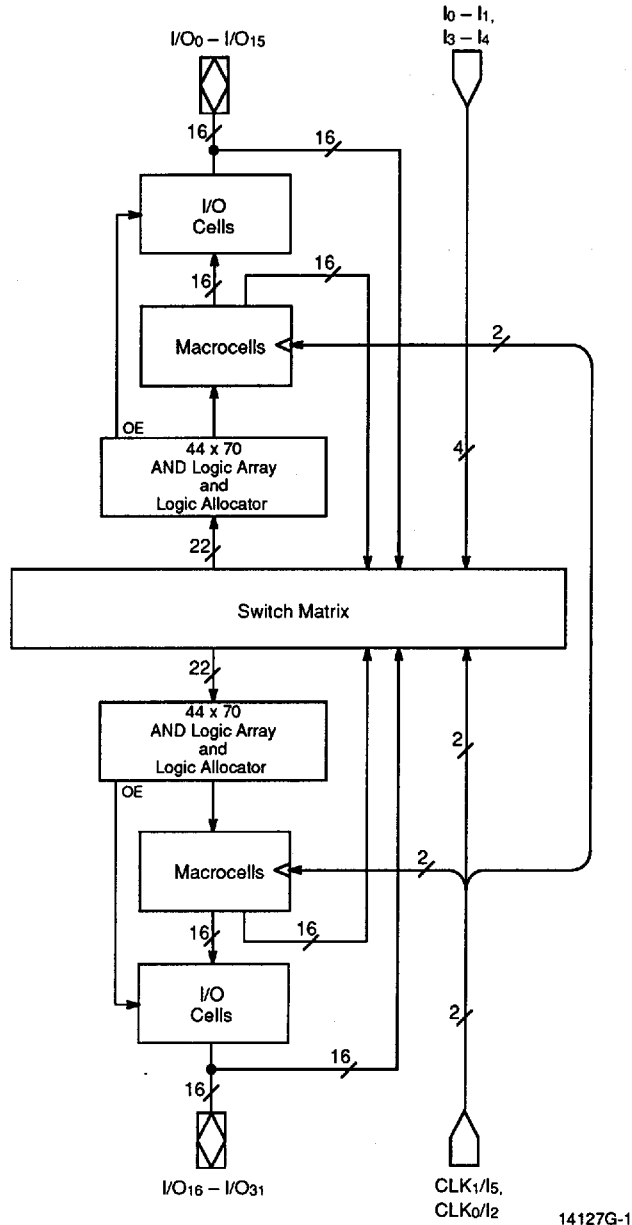 I/O0 – I/O15
I0 – I1,
I3 – I4
16
16
I/O
Cells
16
16
Macrocells
2
OE
44 x 70
AND Logic Array
and
Logic Allocator
4
22
Switch Matrix
22
44 x 70
AND Logic Array
and
Logic Allocator
2
OE
Macrocells
2
16
16
I/O
Cells
2
16
16
I/O16 – I/O31
CLK1/I5,
CLK0/I2
14127G-1